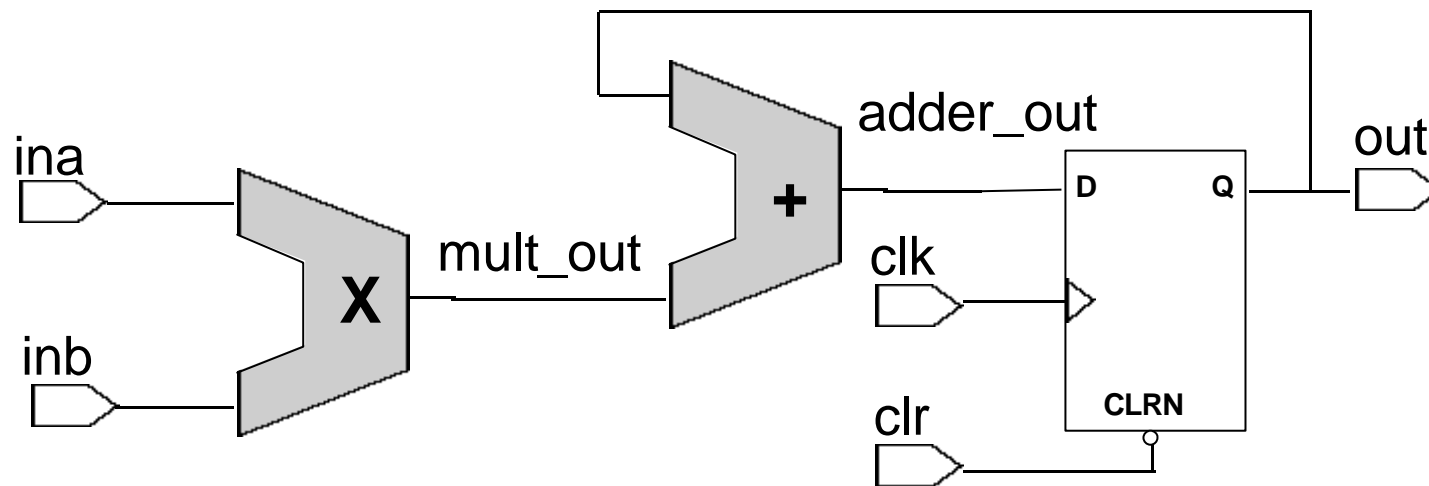 ina
inb
X
mult_out
+
adder_out
clk
clr
D
Q
CLRN
out